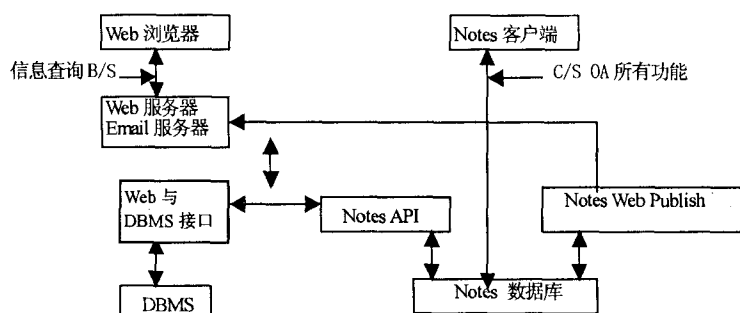 Web 浏览器
Notes 客户端
信息查询 B/S
C/S OA 所有功能
Web 服务器
Email 服务器
Web 与
DBMS 接口
Notes API
Notes Web Publish
DBMS
Notes 数据库